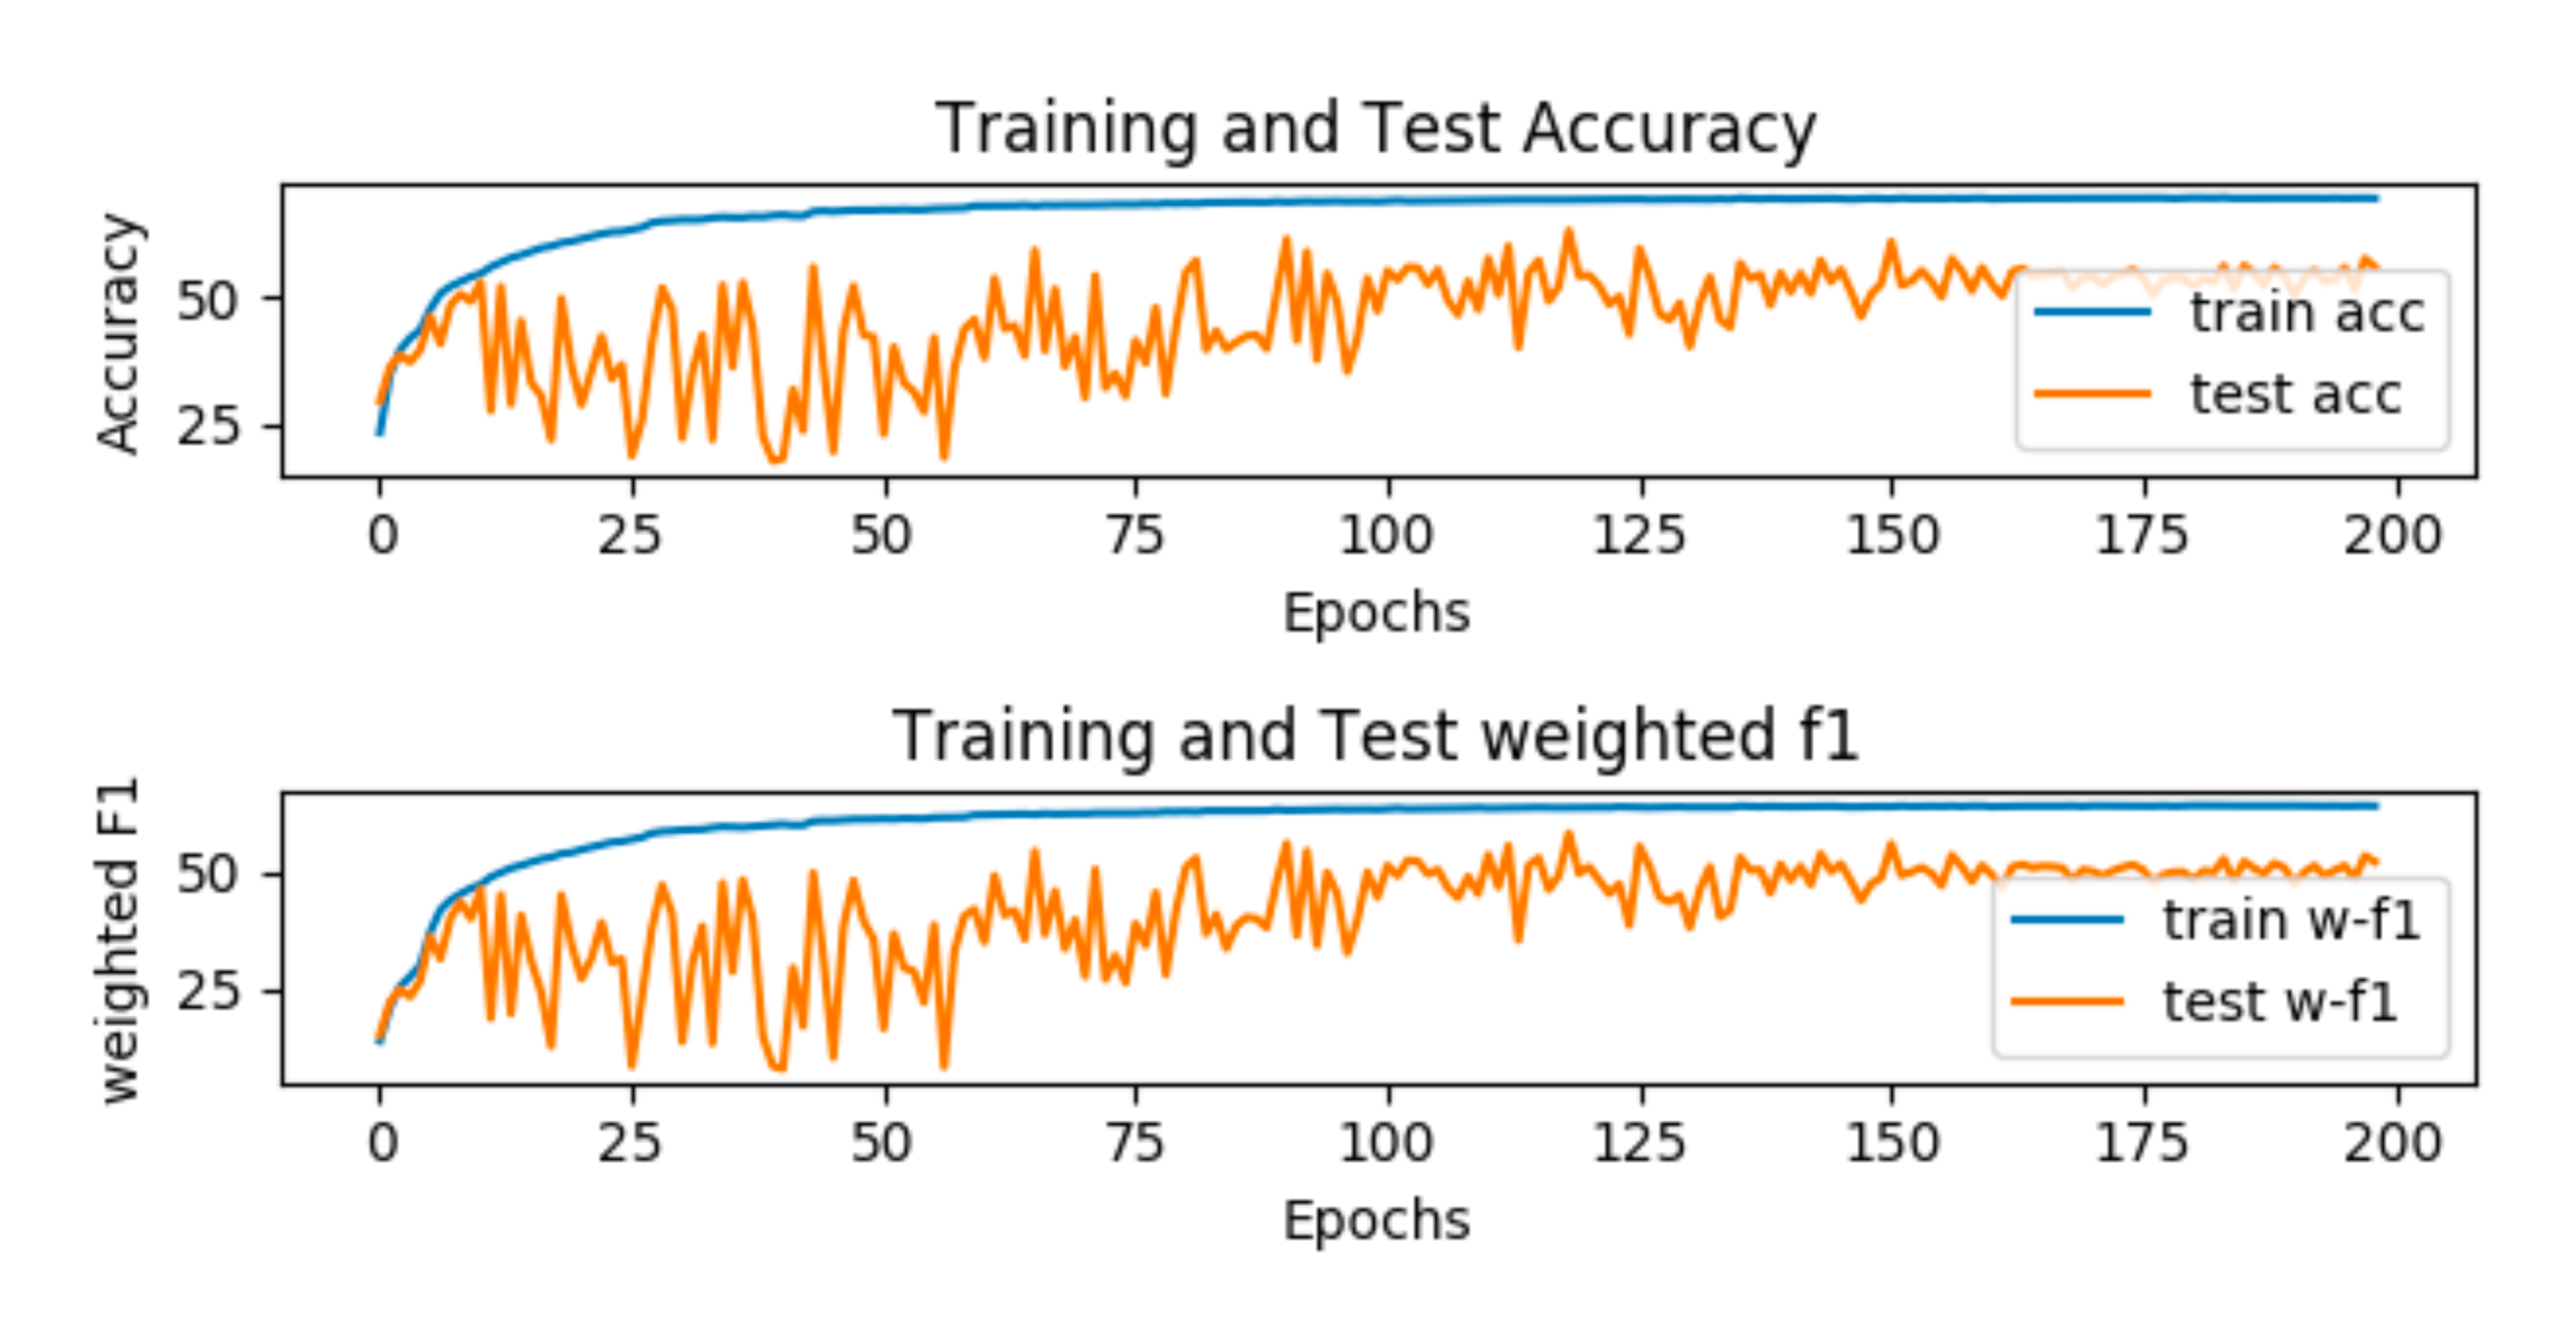 Training and Test Accuracy
Accuracy
50
25
train acc
test acc
0 25 50 75 100 125 150 175 200
Epochs
Training and Test weighted f1
weighted F1
50
25
train w-f1
test w-f1
0 25 50 75 100 125 150 175 200
Epochs